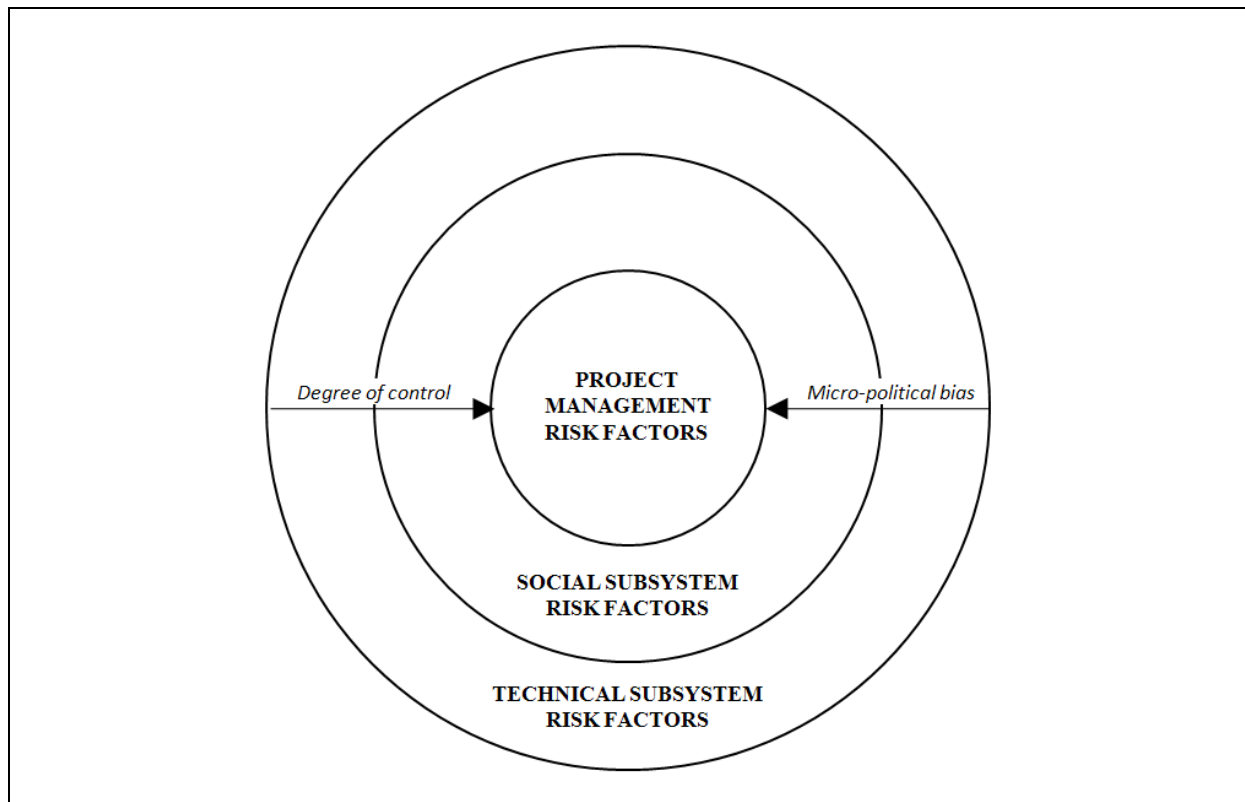 PROJECT
MANAGEMENT
RISK FACTORS
Degree of control
Micro-political bias
SOCIAL SUBSYSTEM
RISK FACTORS
TECHNICAL SUBSYSTEM
RISK FACTORS